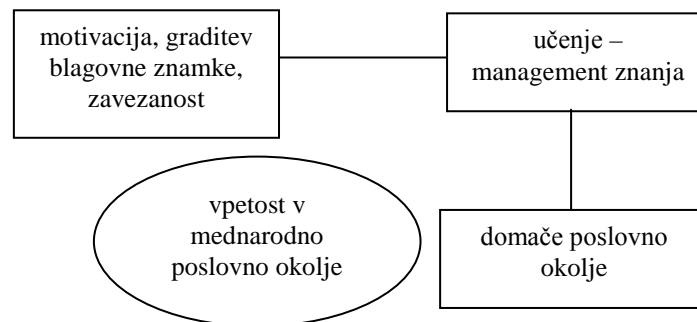 motivacija, graditev
blagovne znamke,
zavezanost
učenje –
management znanja
vpetost v
mednarodno
poslovno okolje
domače poslovno
okolje